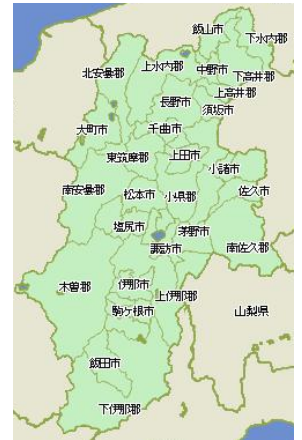 飯山市
下水内郡
上水内郡
中野市
北安曇郡
下高井郡
上高井郡
長野市
須坂市
大町市
千曲市
東筑摩郡
上田市
小諸市
南安曇郡
松本市
小県郡
佐久市
塩尻市
茅野市
諏訪市
南佐久郡
木曽郡
伊那市
上伊那郡
駒ヶ根市
山梨県
飯田市
下伊那郡